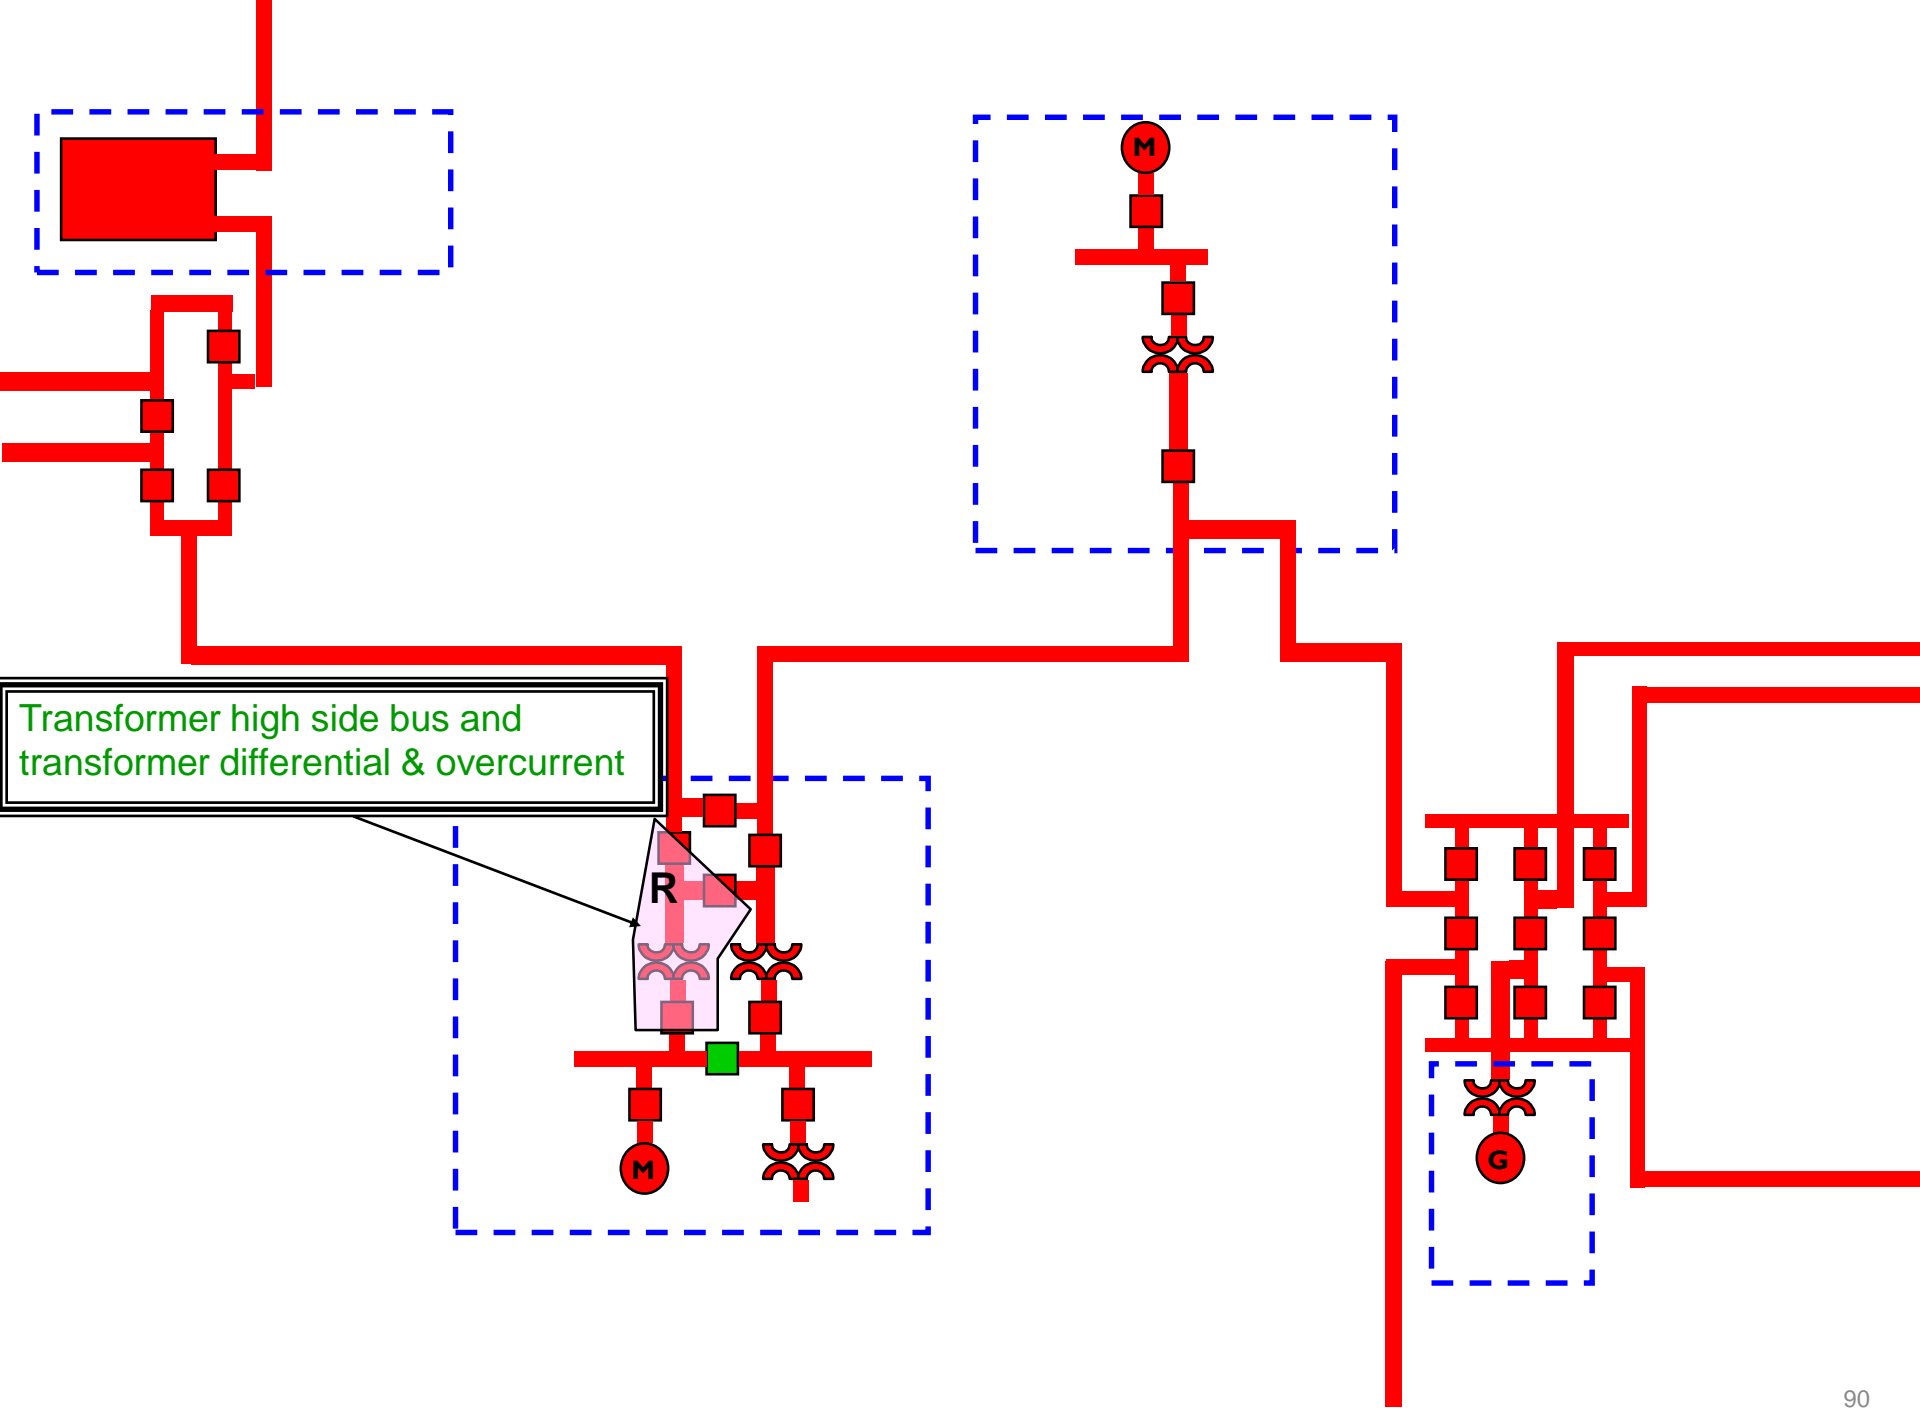 M
Transformer high side bus and
transformer differential & overcurrent
R
M
G
90